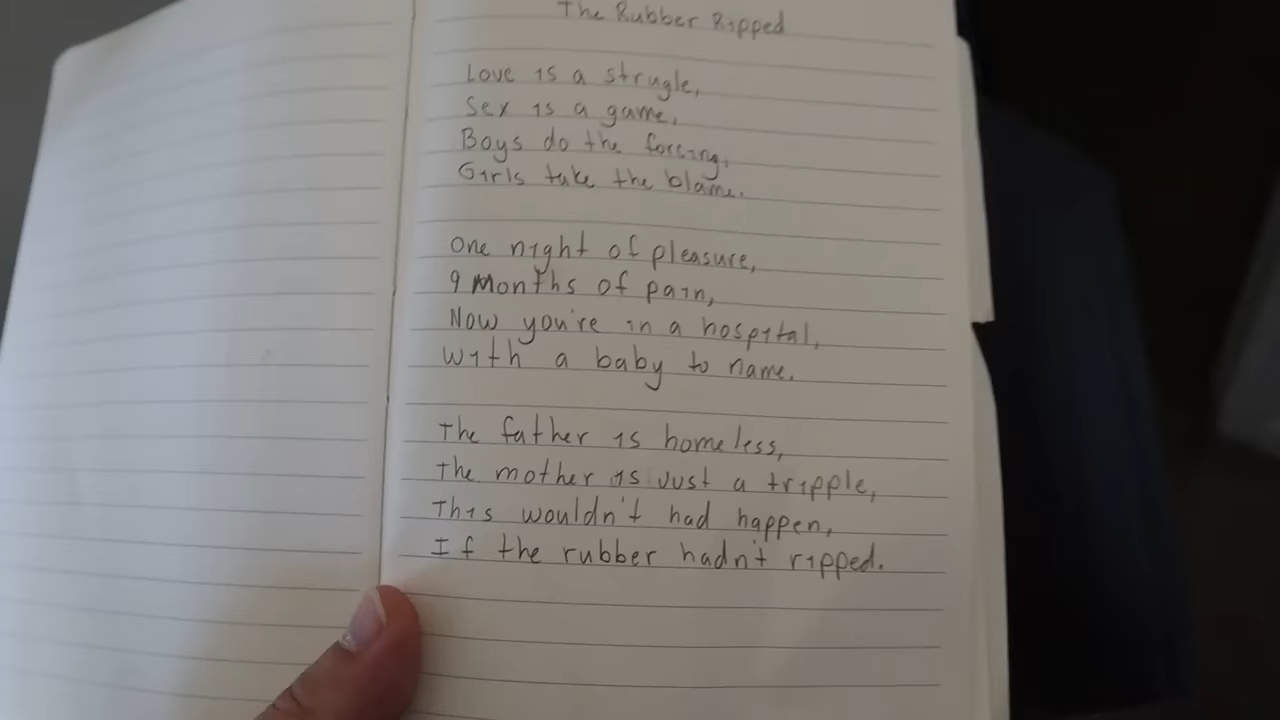 The Rubber Ripped
Love is a strugle,
Sex is a game,
Boys do the forcing,
Girls take the blame.
One night of pleasure,
9 Months of pain,
Now you're in a hospital,
With a baby to name.
The father is homeless,
The mother is Just a tripple,
This wouldn't had happen,
If the rubber hadn't ripped.